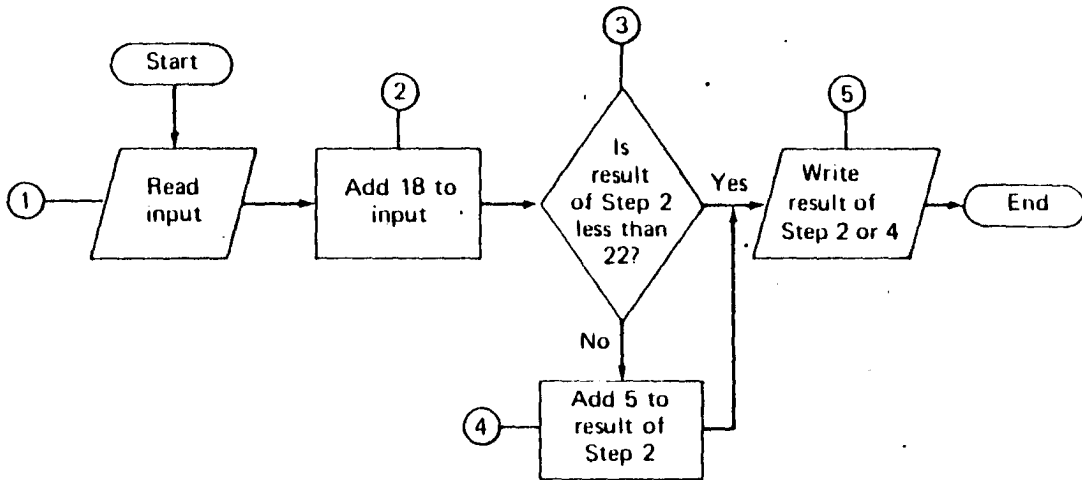 Start
1
Read
input
2
Add 18 to
input
3
Is
result
of Step 2
less than
22?
Yes
No
4
Add 5 to
result of
Step 2
5
Write
result of
Step 2 or 4
End